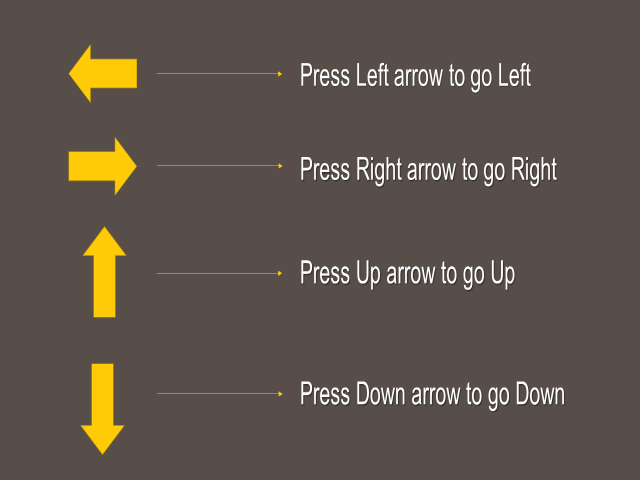 Press Left arrow to go Left
Press Right arrow to go Right
Press Up arrow to go Up
Press Down arrow to go Down